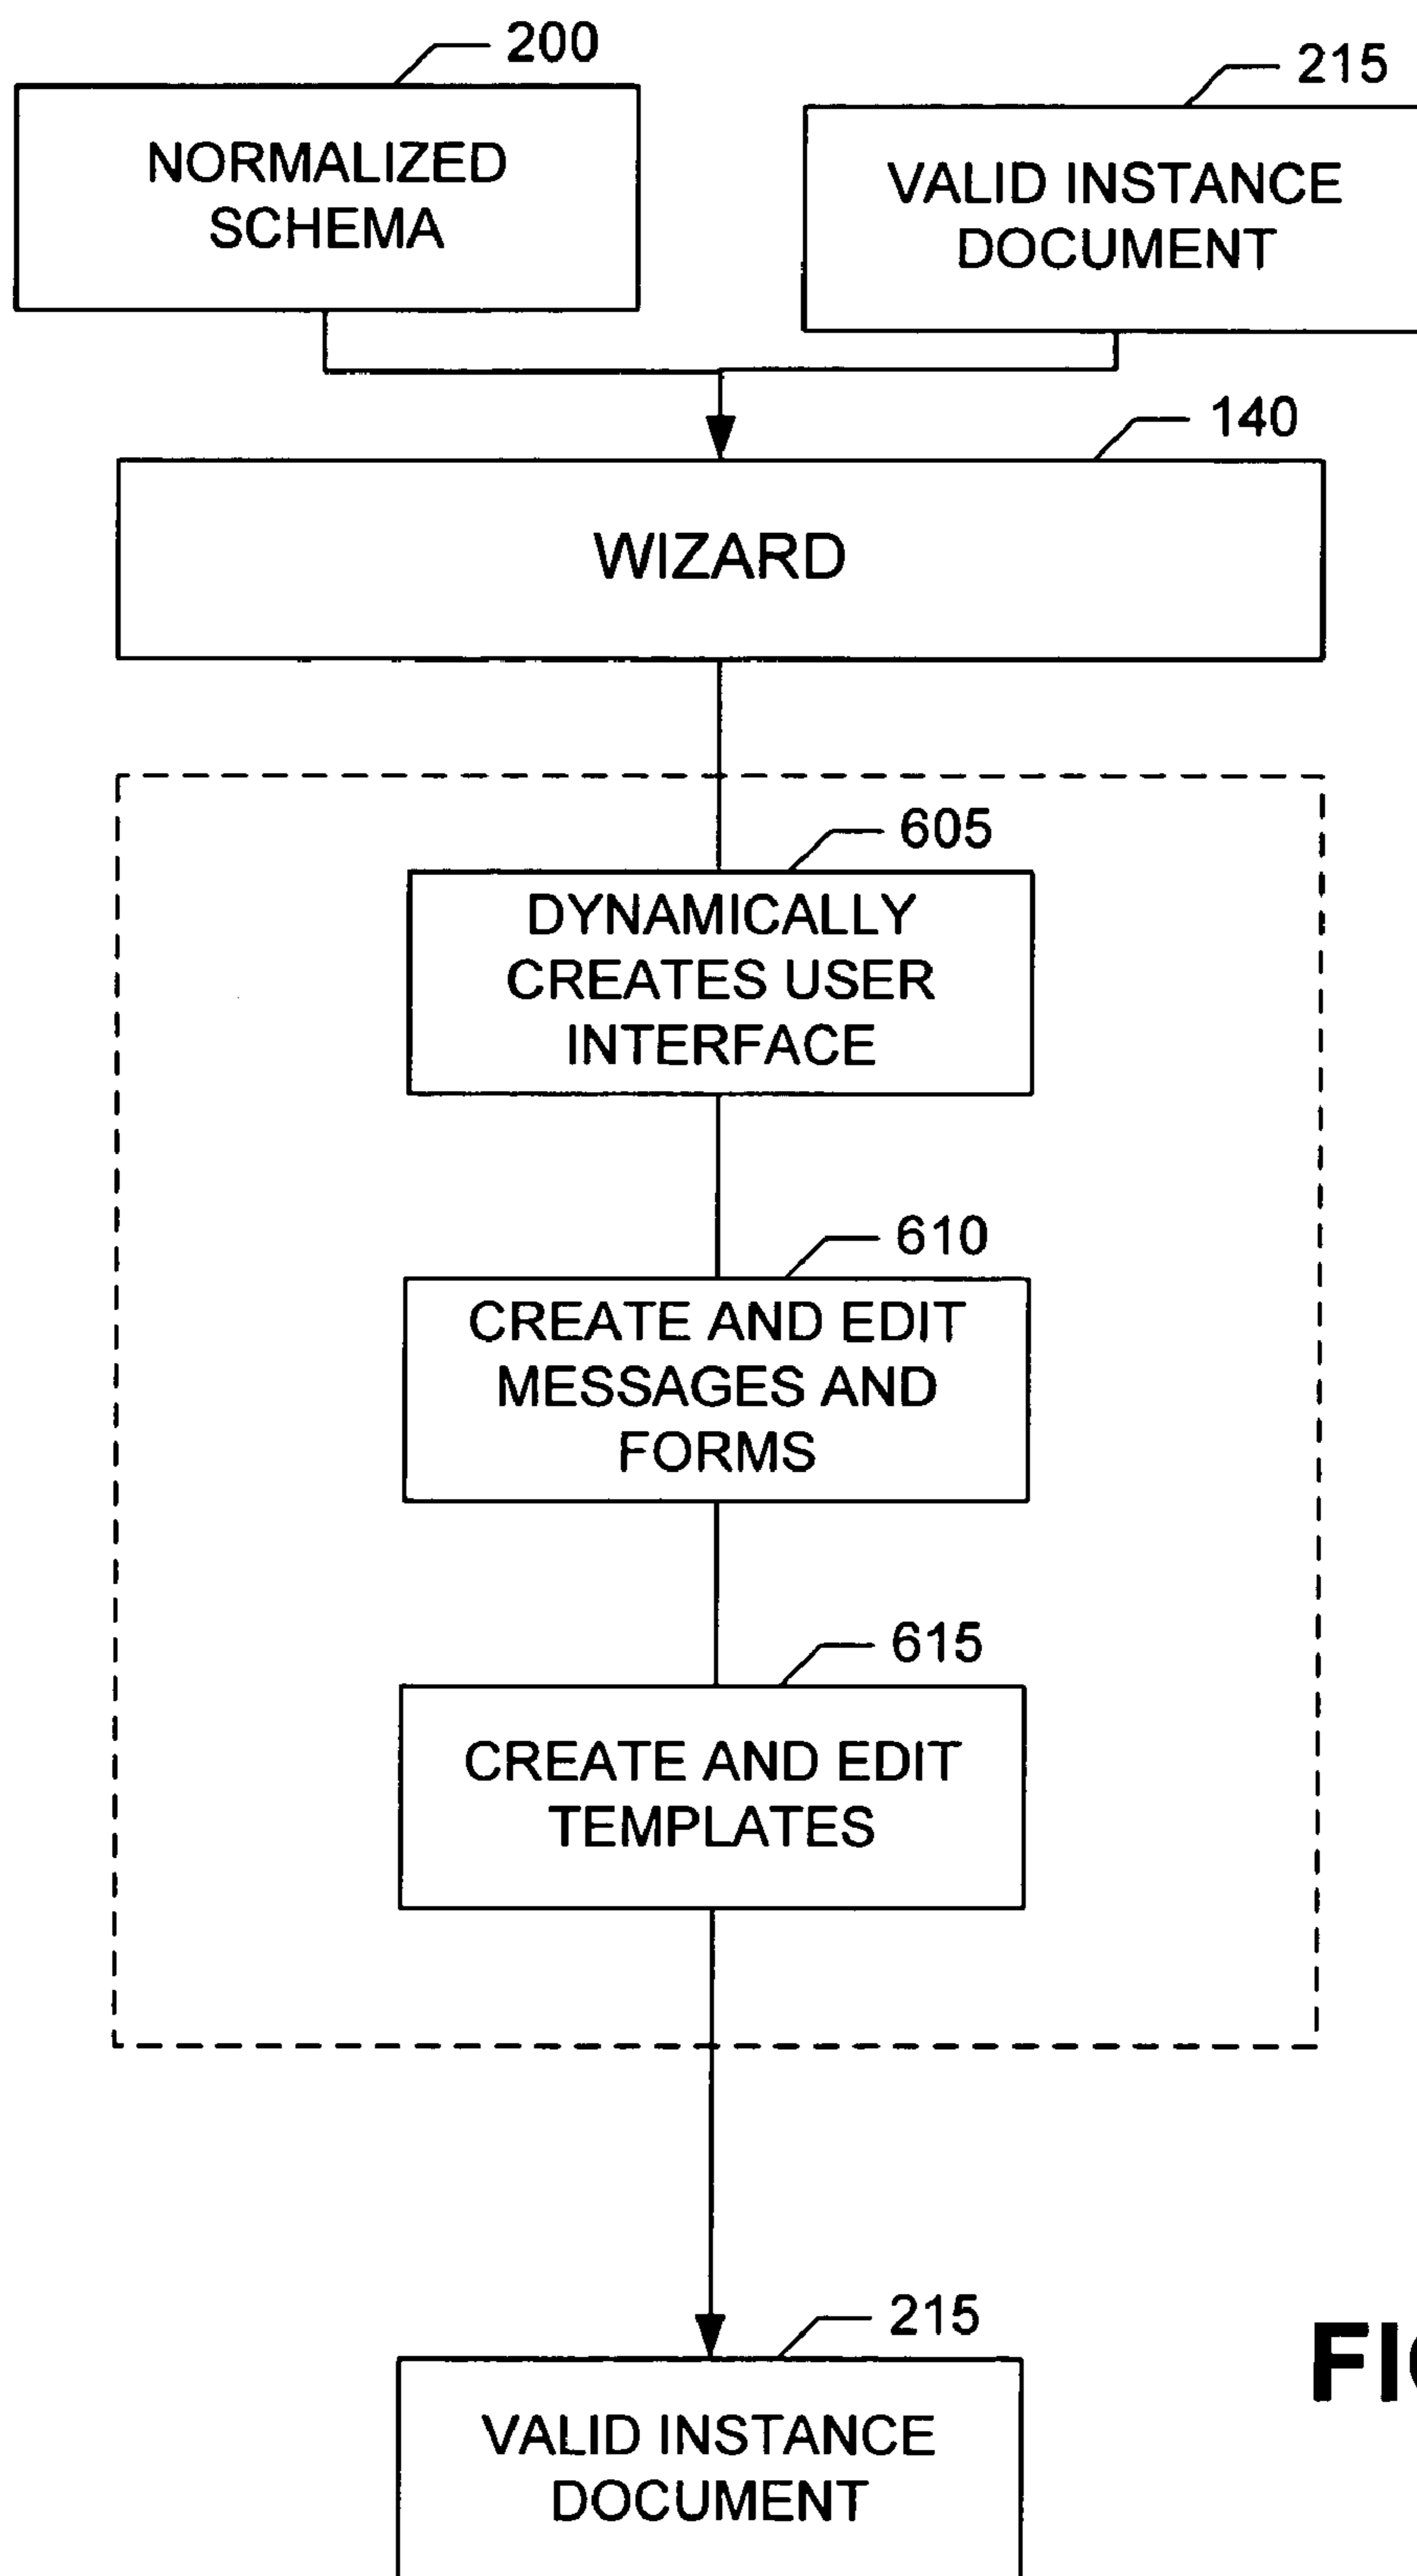 200
215
NORMALIZED
SCHEMA
VALID INSTANCE
DOCUMENT
140
WIZARD
605
DYNAMICALLY
CREATES USER
INTERFACE
610
CREATE AND EDIT
MESSAGES AND
FORMS
615
CREATE AND EDIT
TEMPLATES
215
VALID INSTANCE
DOCUMENT